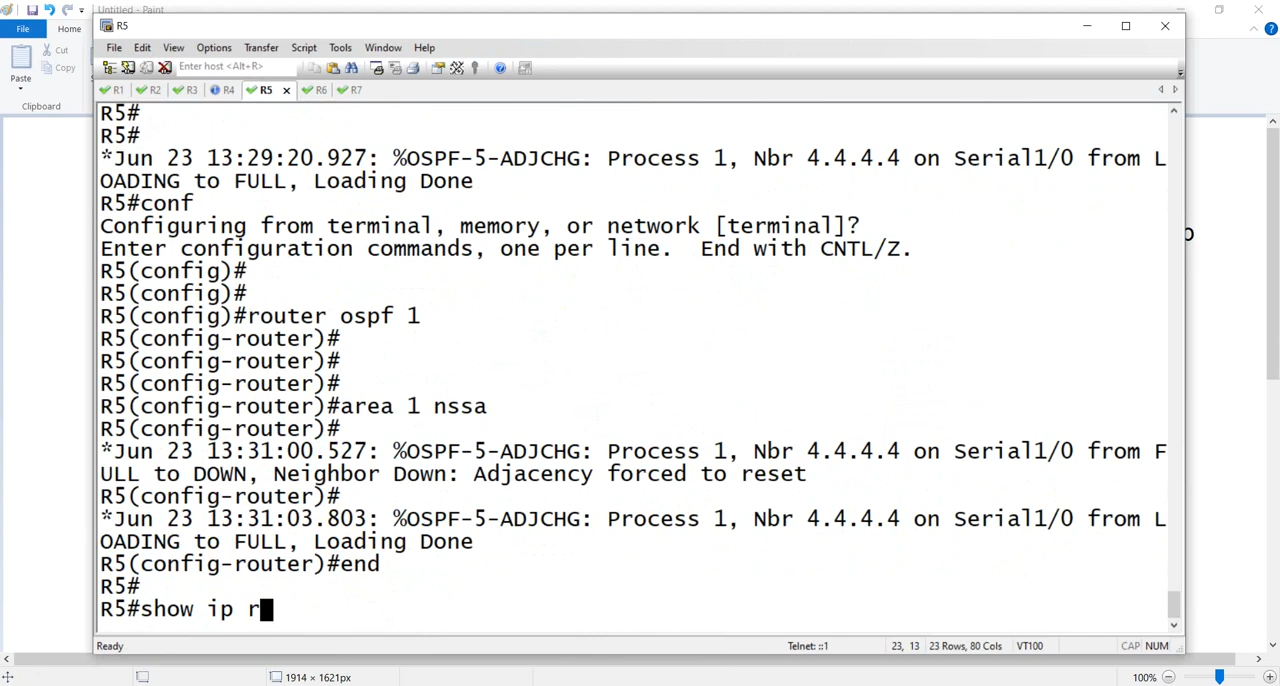 Untitled - Paint
File
Home
Paste
Cut
Copy
Clipboard
R5
File Edit View Options Transfer Script Tools Window Help
Enter host <Alt+R>
R1 R2 R3 R4 R5 R6 R7
R5#
R5#
*Jun 23 13:29:20.927: %OSPF-5-ADJCHG: Process 1, Nbr 4.4.4.4 on Serial1/0 from L
OADING to FULL, Loading Done
R5#conf
Configuring from terminal, memory, or network [terminal]?
Enter configuration commands, one per line.  End with CNTL/Z.
R5(config)#
R5(config)#
R5(config)#router ospf 1
R5(config-router)#
R5(config-router)#
R5(config-router)#
R5(config-router)#area 1 nssa
R5(config-router)#
*Jun 23 13:31:00.527: %OSPF-5-ADJCHG: Process 1, Nbr 4.4.4.4 on Serial1/0 from F
ULL to DOWN, Neighbor Down: Adjacency forced to reset
R5(config-router)#
*Jun 23 13:31:03.803: %OSPF-5-ADJCHG: Process 1, Nbr 4.4.4.4 on Serial1/0 from L
OADING to FULL, Loading Done
R5(config-router)#end
R5#
R5#show ip r
Ready Telnet: ::1 23, 13 23 Rows, 80 Cols VT100 CAP NUM
1914 × 1621px 100%